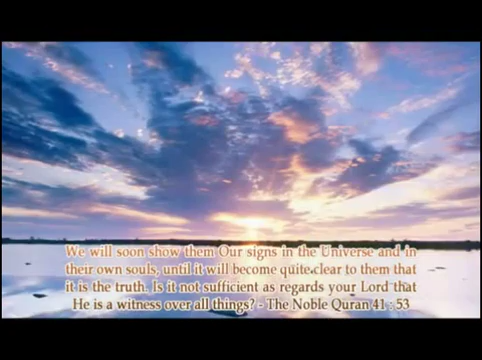 We will soon show them Our signs in the Universe and in
their own souls, until it will become quite clear to them that
it is the truth. Is it not sufficient as regards your Lord that
He is a witness over all things? - The Noble Quran 41 : 53